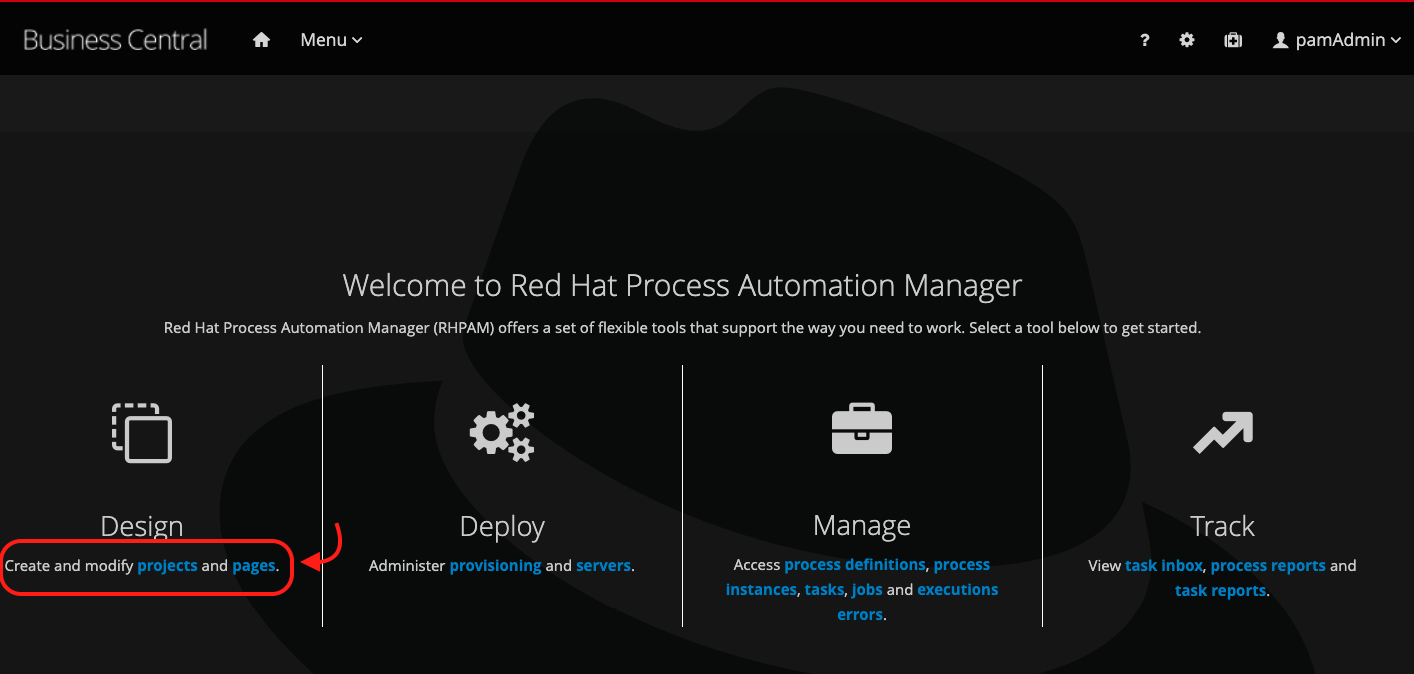 Business Central
Menu
?
pamAdmin
Welcome to Red Hat Process Automation Manager
Red Hat Process Automation Manager (RHPAM) offers a set of flexible tools that support the way you need to work. Select a tool below to get started.
Design
Create and modify projects and pages.
Deploy
Administer provisioning and servers.
Manage
Access process definitions, process
instances, tasks, jobs and executions
errors.
Track
View task inbox, process reports and
task reports.